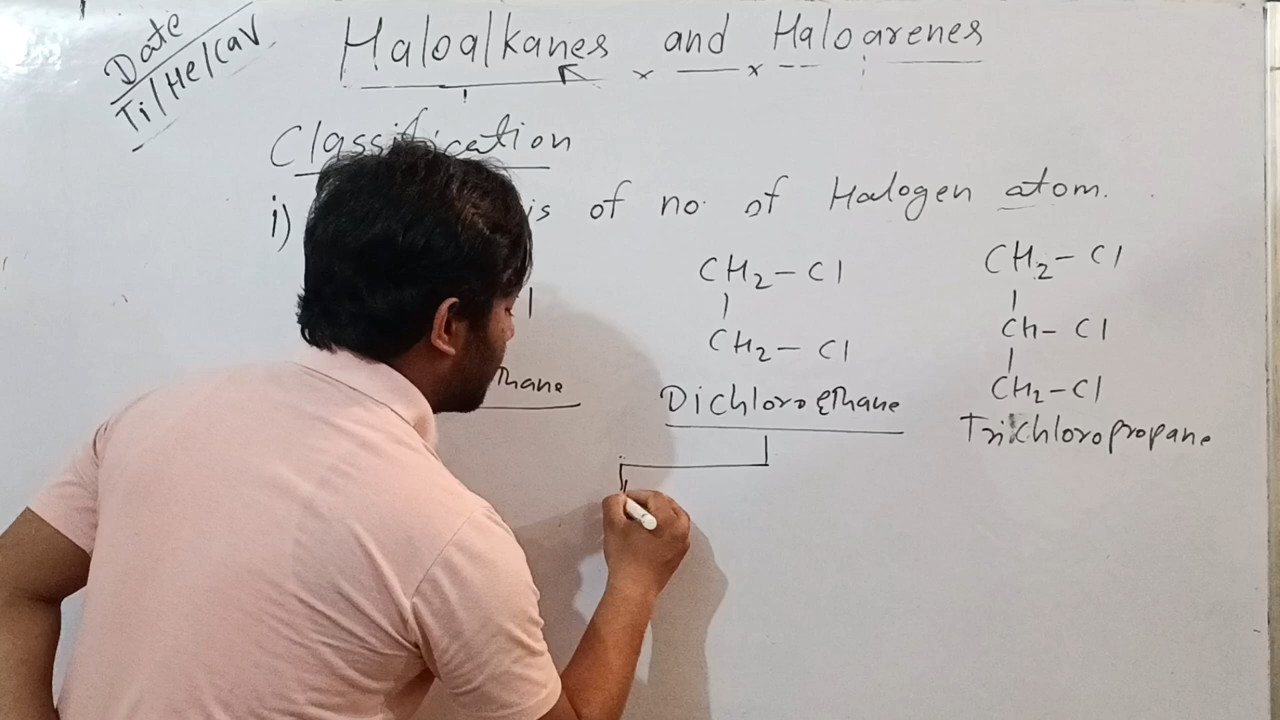 Date
Ti/He/Cav
Haloalkanes and Haloarenes
Classification
i) is of no. of Halogen atom.
CH2-Cl
|
CH2-Cl
Dichloroethane
CH2-Cl
|
Ch-Cl
|
CH2-Cl
Trichloropropane
thane